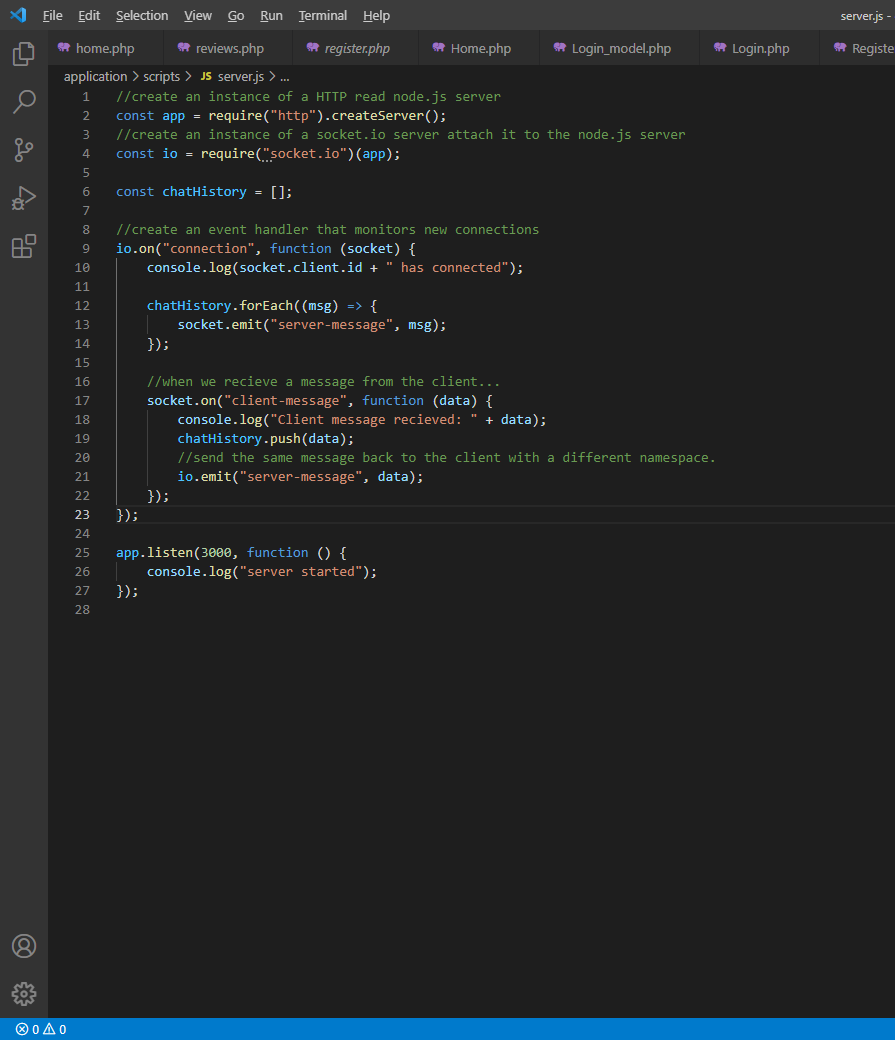 File Edit Selection View Go Run Terminal Help server.js -
home.php reviews.php register.php Home.php Login_model.php Login.php Registe
application > scripts > JS server.js > ...
1 //create an instance of a HTTP read node.js server
2 const app = require("http").createServer();
3 //create an instance of a socket.io server attach it to the node.js server
4 const io = require("socket.io")(app);
5
6 const chatHistory = [];
7
8 //create an event handler that monitors new connections
9 io.on("connection", function (socket) {
10 console.log(socket.client.id + " has connected");
11
12 chatHistory.forEach((msg) => {
13 socket.emit("server-message", msg);
14 });
15
16 //when we recieve a message from the client...
17 socket.on("client-message", function (data) {
18 console.log("Client message recieved: " + data);
19 chatHistory.push(data);
20 //send the same message back to the client with a different namespace.
21 io.emit("server-message", data);
22 });
23 });
24
25 app.listen(3000, function () {
26 console.log("server started");
27 });
28
0 0